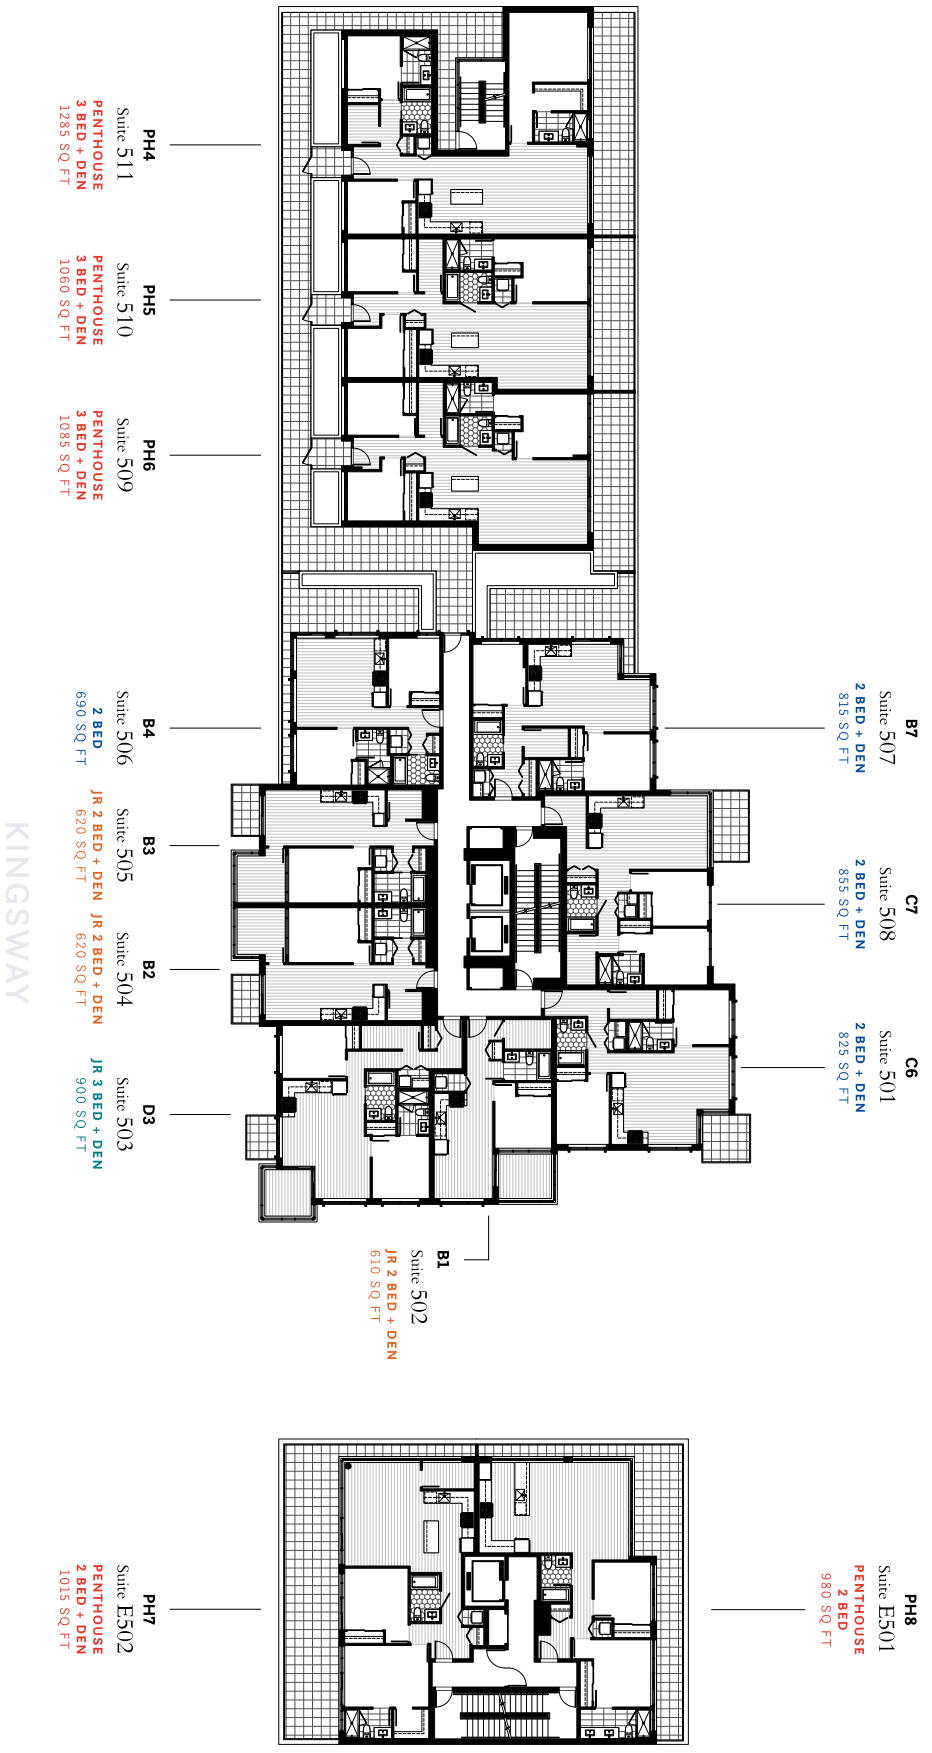 PH4
Suite 511
PENTHOUSE
3 BED + DEN
1285 SQ FT
PH5
Suite 510
PENTHOUSE
3 BED + DEN
1060 SQ FT
PH6
Suite 509
PENTHOUSE
3 BED + DEN
1085 SQ FT
B4
Suite 506
2 BED
690 SQ FT
B7
Suite 507
2 BED + DEN
815 SQ FT
B3
Suite 505
JR 2 BED + DEN
620 SQ FT
C7
Suite 508
2 BED + DEN
855 SQ FT
B2
Suite 504
JR 2 BED + DEN
620 SQ FT
C6
Suite 501
2 BED + DEN
825 SQ FT
D3
Suite 503
JR 3 BED + DEN
900 SQ FT
B1
Suite 502
JR 2 BED + DEN
610 SQ FT
PH7
Suite E502
PENTHOUSE
2 BED + DEN
1015 SQ FT
PH8
Suite E501
PENTHOUSE
2 BED
980 SQ FT
KINGSWAY